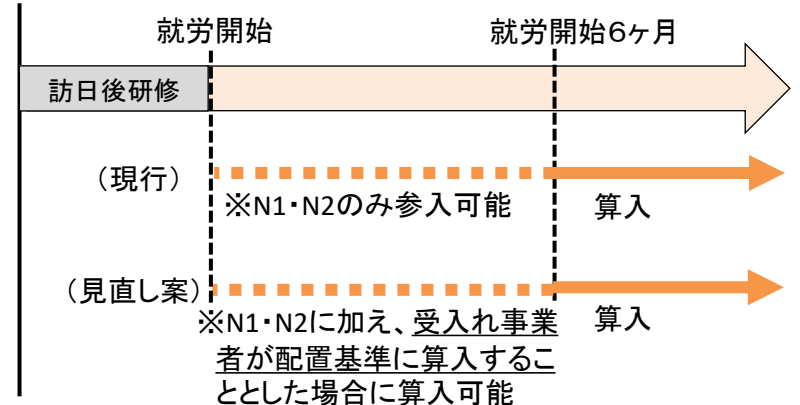 就労開始
就労開始6ヶ月
訪日後研修
（現行）
※N1・N2のみ参入可能
算入
（見直し案）
※N1・N2に加え、受入れ事業
者が配置基準に算入するこ
ととした場合に算入可能
算入